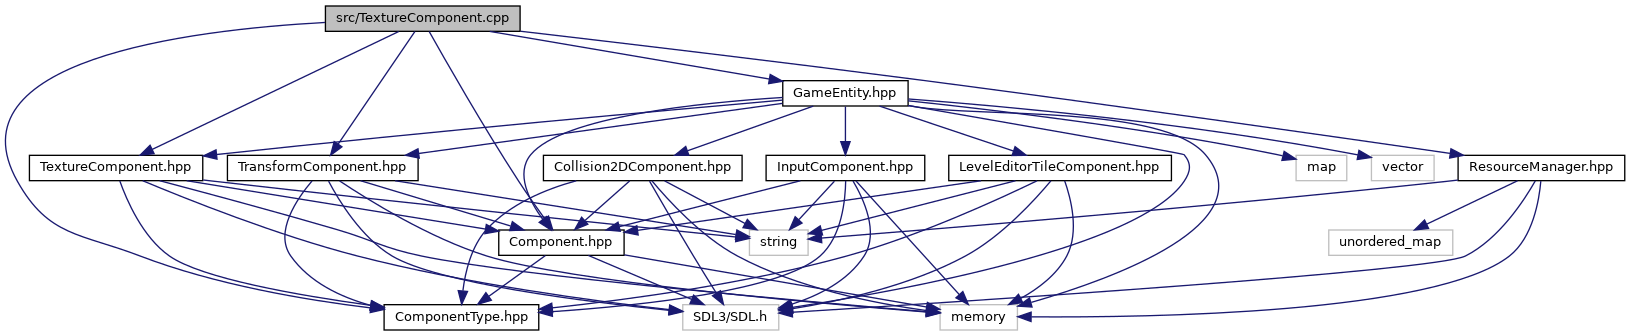 src/TextureComponent.cpp
GameEntity.hpp
TextureComponent.hpp
TransformComponent.hpp
Collision2DComponent.hpp
InputComponent.hpp
LevelEditorTileComponent.hpp
map
vector
ResourceManager.hpp
Component.hpp
string
unordered_map
ComponentType.hpp
SDL3/SDL.h
memory